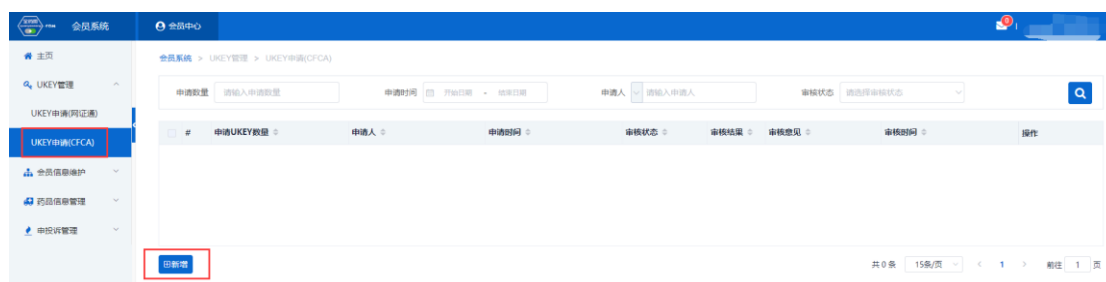 会员系统 会员中心 9
主页
会员系统 > UKEY管理 > UKEY申请(CFCA)
UKEY管理
申请数量 请输入申请数量 申请时间 开始日期 - 结束日期 申请人 请输入申请人 审核状态 请选择审核状态
UKEY申请(网证通)
# 申请UKEY数量 申请人 申请时间 审核状态 审核结果 审核意见 审核时间 操作
UKEY申请(CFCA)
会员信息维护
药品信息管理
申投诉管理
新增 共 0 条 15条/页 < 1 > 前往 1 页